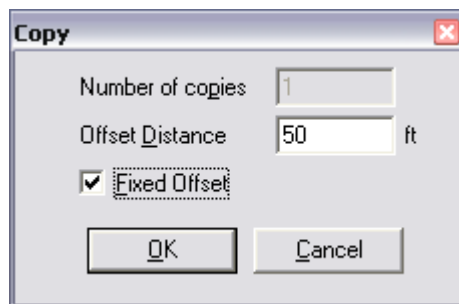 Copy
Number of copies 1
Offset Distance 50 ft
Fixed Offset
OK Cancel